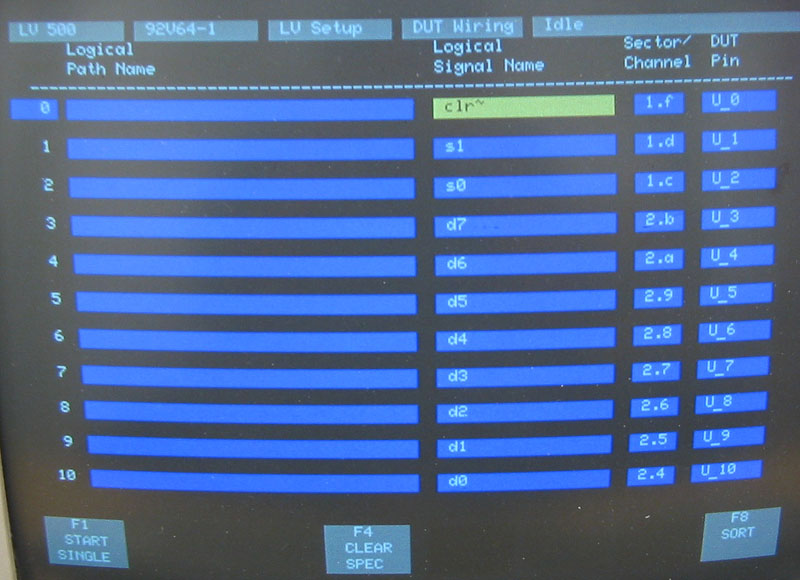 LV 500 92V64-1 LV Setup DUT Wiring Idle
Logical Logical Sector/ DUT
Path Name Signal Name Channel Pin
0 clr~ 1.f U_0
1 s1 1.d U_1
2 s0 1.c U_2
3 d7 2.b U_3
4 d6 2.a U_4
5 d5 2.9 U_5
6 d4 2.8 U_6
7 d3 2.7 U_7
8 d2 2.6 U_8
9 d1 2.5 U_9
10 d0 2.4 U_10
F1 F4 F8
START CLEAR SORT
SINGLE SPEC